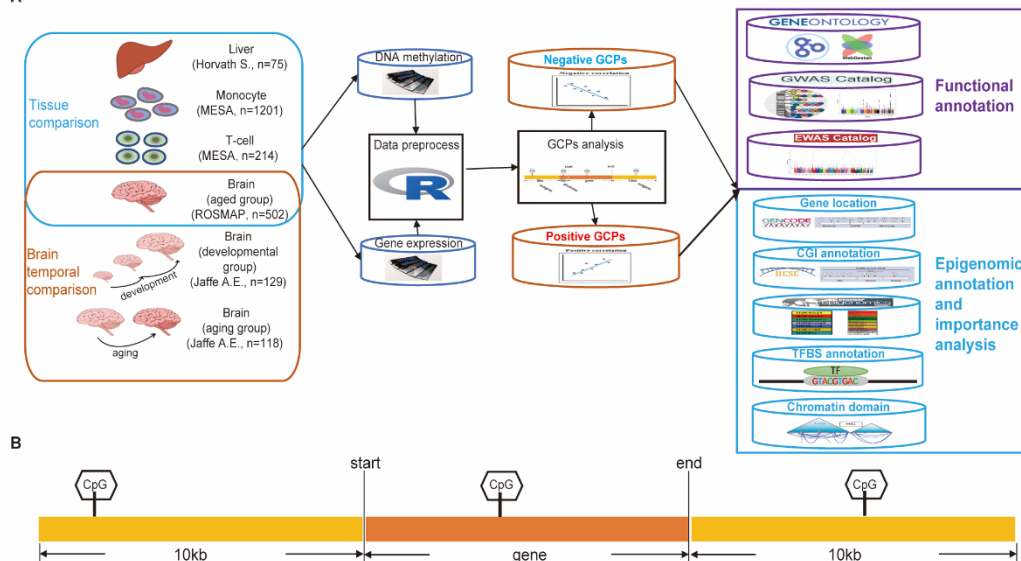 Liver
(Horvath S., n=75)
Tissue
comparison
Monocyte
(MESA, n=1201)
T-cell
(MESA, n=214)
Brain
(aged group)
(ROSMAP, n=502)
Brain
temporal
comparison
Brain
(developmental
group)
(Jaffe A.E., n=129)
development
Brain
(aging group)
(Jaffe A.E., n=118)
aging
DNA methylation
Data preprocess
R
Gene expression
Negative GCPs
Negative correlation
GCPs analysis
Positive GCPs
Positive correlation
GENEONTOLOGY
WebGestalt
GWAS Catalog
EWAS Catalog
Functional
annotation
Gene location
GENCODE
CGI annotation
UCSC
epigenomics
TFBS annotation
TF
GTACGTGAC
Chromatin domain
Epigenomic
annotation
and
importance
analysis
B
start
end
CpG
CpG
CpG
10kb
gene
10kb